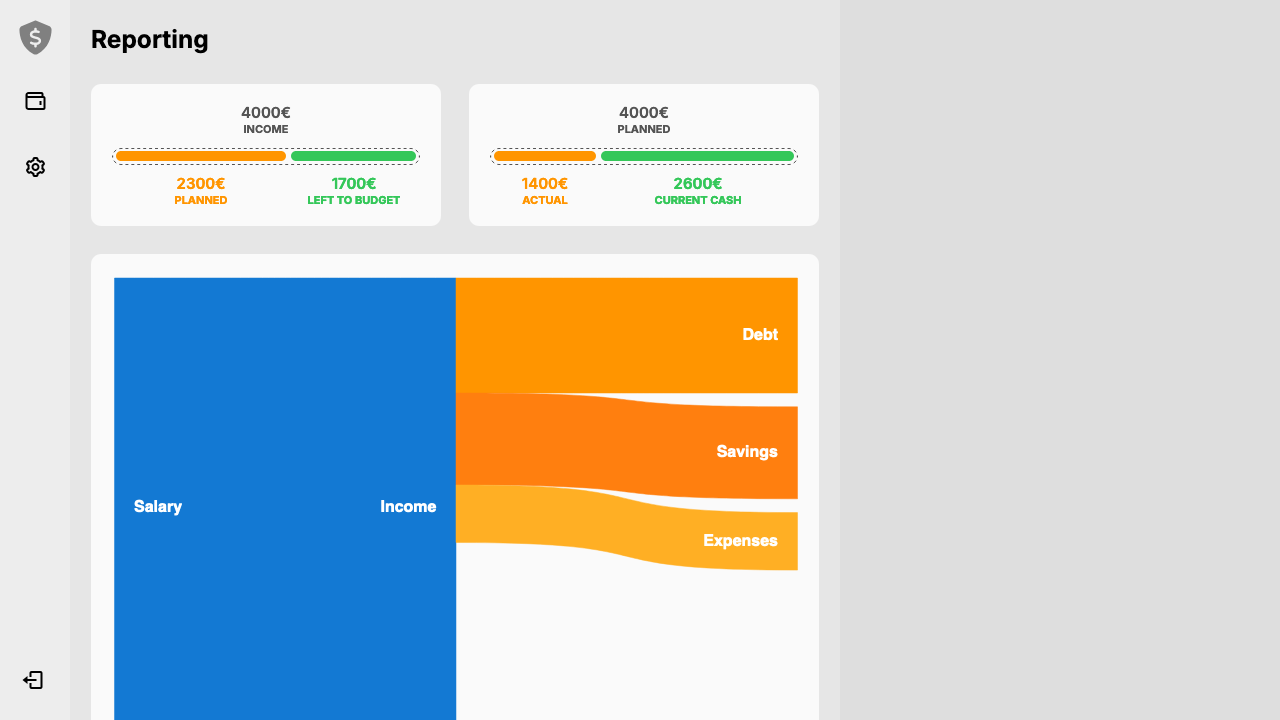 $
Reporting
4000€
INCOME
2300€
PLANNED
1700€
LEFT TO BUDGET
4000€
PLANNED
1400€
ACTUAL
2600€
CURRENT CASH
Debt
Savings
Salary
Income
Expenses